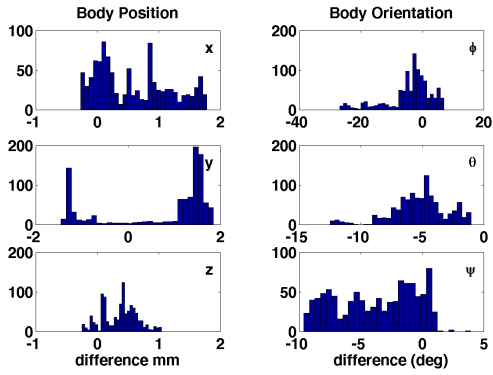 Body Position
Body Orientation
100
50
0
-1 0 1 2
x
200
100
0
-40 -20 0 20
ϕ
200
100
0
-2 0 2
y
200
100
0
-15 -10 -5 0
θ
200
100
0
-1 0 1 2
z
100
50
0
-10 -5 0 5
ψ
difference mm
difference (deg)